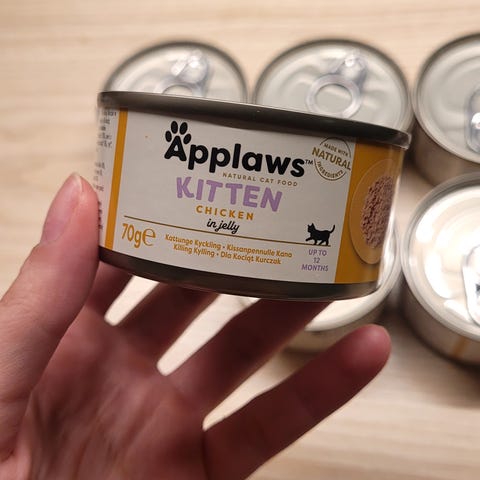 Applaws™
NATURAL CAT FOOD
MADE WITH
NATURAL
INGREDIENTS
KITTEN
CHICKEN
in jelly
70g℮
Kattunge Kyckling • Kissanpennulle Kana
Killing Kylling • Dla Kociąt Kurczak
UP TO
12
MONTHS